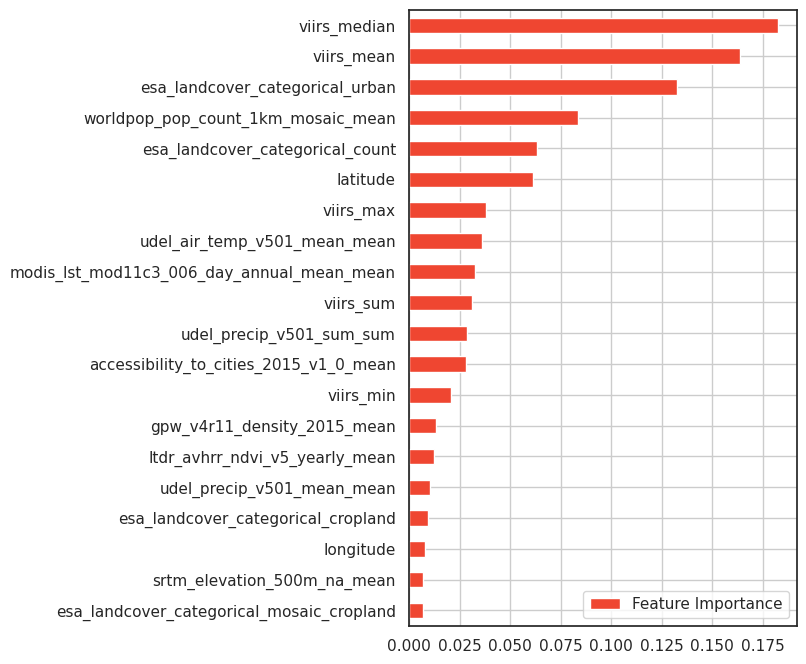 viirs_median
viirs_mean
esa_landcover_categorical_urban
worldpop_pop_count_1km_mosaic_mean
esa_landcover_categorical_count
latitude
viirs_max
udel_air_temp_v501_mean_mean
modis_lst_mod11c3_006_day_annual_mean_mean
viirs_sum
udel_precip_v501_sum_sum
accessibility_to_cities_2015_v1_0_mean
viirs_min
gpw_v4r11_density_2015_mean
ltdr_avhrr_ndvi_v5_yearly_mean
udel_precip_v501_mean_mean
esa_landcover_categorical_cropland
longitude
srtm_elevation_500m_na_mean
esa_landcover_categorical_mosaic_cropland
Feature Importance
0.000 0.025 0.050 0.075 0.100 0.125 0.150 0.175